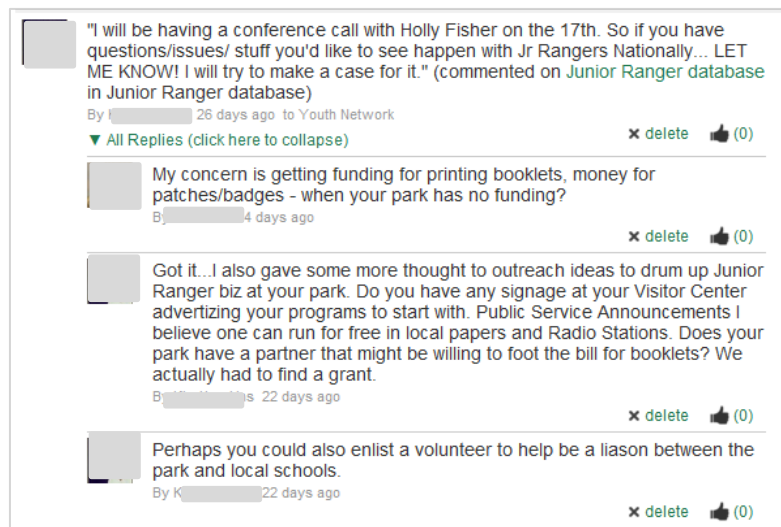 "I will be having a conference call with Holly Fisher on the 17th. So if you have
questions/issues/ stuff you'd like to see happen with Jr Rangers Nationally... LET
ME KNOW! I will try to make a case for it." (commented on Junior Ranger database
in Junior Ranger database)
By 26 days ago to Youth Network
▼ All Replies (click here to collapse)
× delete (0)
My concern is getting funding for printing booklets, money for
patches/badges - when your park has no funding?
By 4 days ago
× delete (0)
Got it...I also gave some more thought to outreach ideas to drum up Junior
Ranger biz at your park. Do you have any signage at your Visitor Center
advertizing your programs to start with. Public Service Announcements I
believe one can run for free in local papers and Radio Stations. Does your
park have a partner that might be willing to foot the bill for booklets? We
actually had to find a grant.
22 days ago
× delete (0)
Perhaps you could also enlist a volunteer to help be a liason between the
park and local schools.
By K 22 days ago
× delete (0)